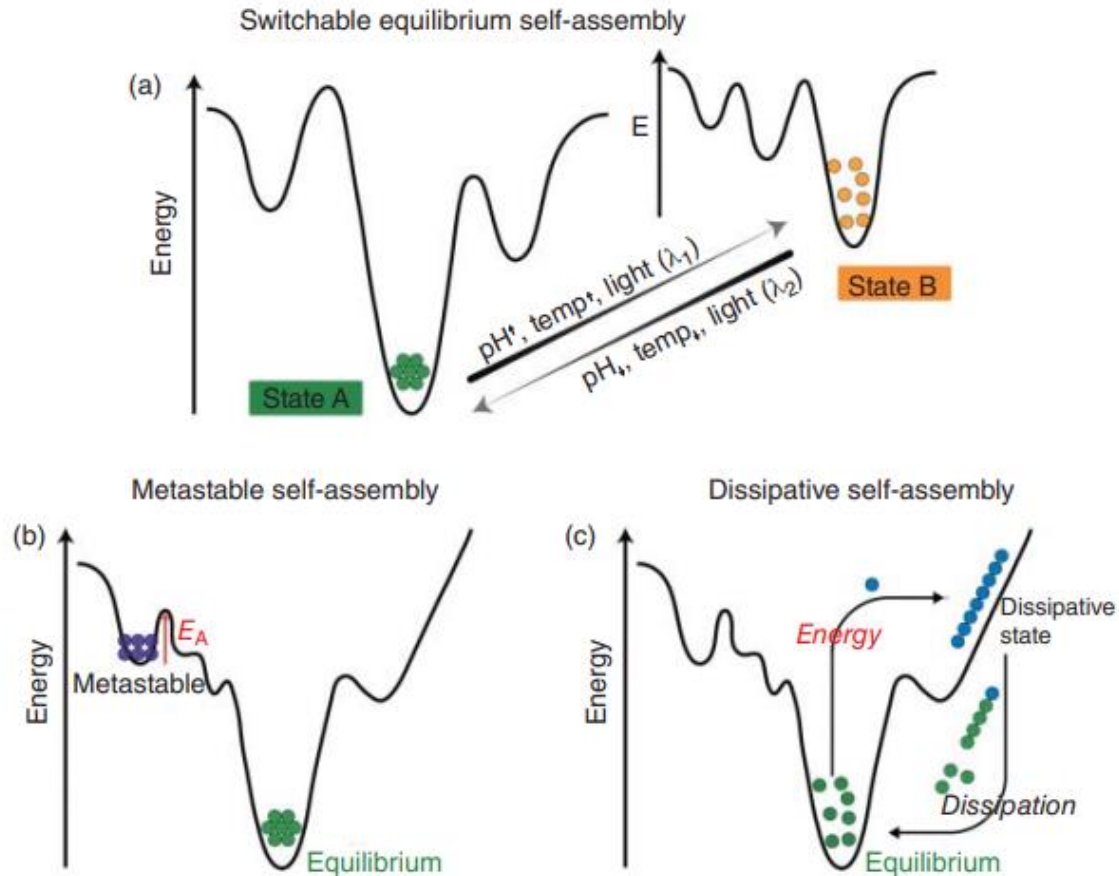 Switchable equilibrium self-assembly
(a)
Energy
E
State A
State B
pH↑, temp↑, light (λ1)
pH↓, temp↓, light (λ2)
Metastable self-assembly
(b)
Energy
EA
Metastable
Equilibrium
Dissipative self-assembly
(c)
Energy
Energy
Dissipative
state
Dissipation
Equilibrium